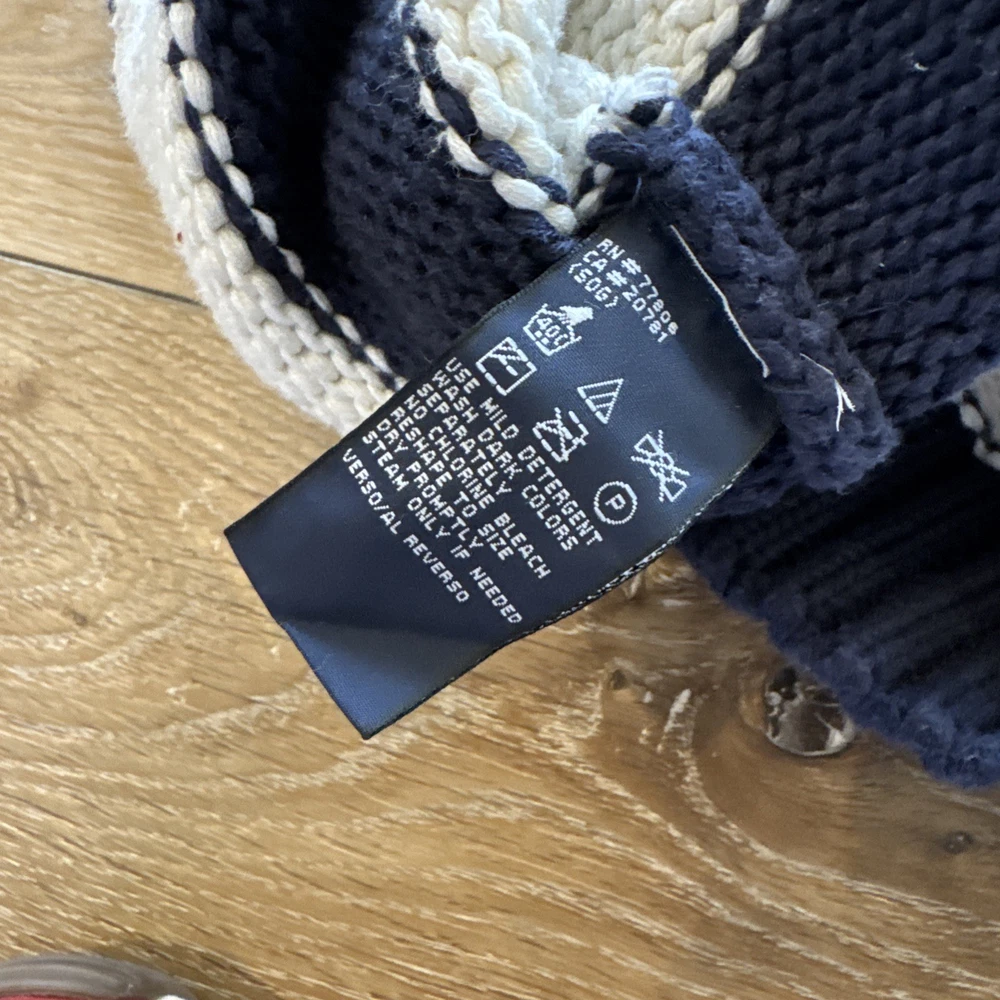 RN#77806
CA#20781
(SOG)
40C
P
USE MILD DETERGENT
WASH DARK COLORS
SEPARATELY
NO CHLORINE BLEACH
RESHAPE TO SIZE
DRY PROMPTLY
STEAM ONLY IF NEEDED
VERSO/AL REVERSO